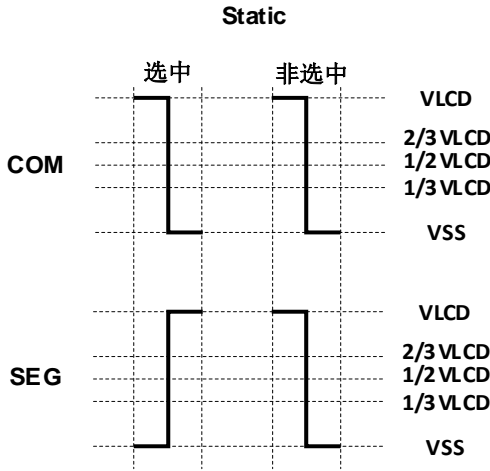 Static
选中 非选中
VLCD
2/3 VLCD
COM
1/2 VLCD
1/3 VLCD
VSS
VLCD
2/3 VLCD
SEG
1/2 VLCD
1/3 VLCD
VSS